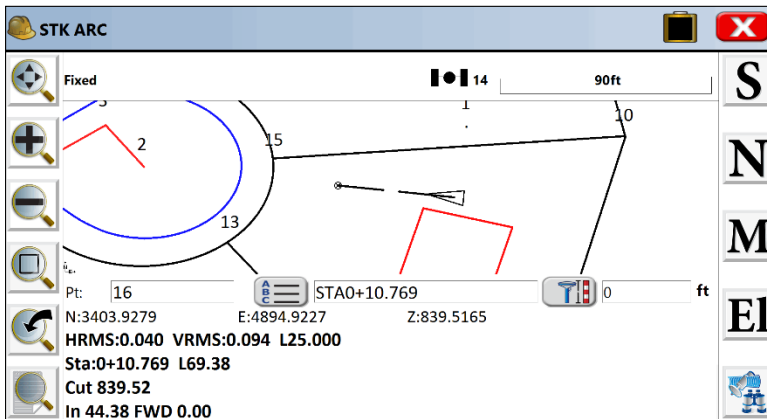 STK ARC
Fixed 14 90ft
S
N
M
El
1
10
15
2
13
Pt: 16 ABC STA0+10.769 0 ft
N:3403.9279 E:4894.9227 Z:839.5165
HRMS:0.040 VRMS:0.094 L25.000
Sta:0+10.769 L69.38
Cut 839.52
In 44.38 FWD 0.00